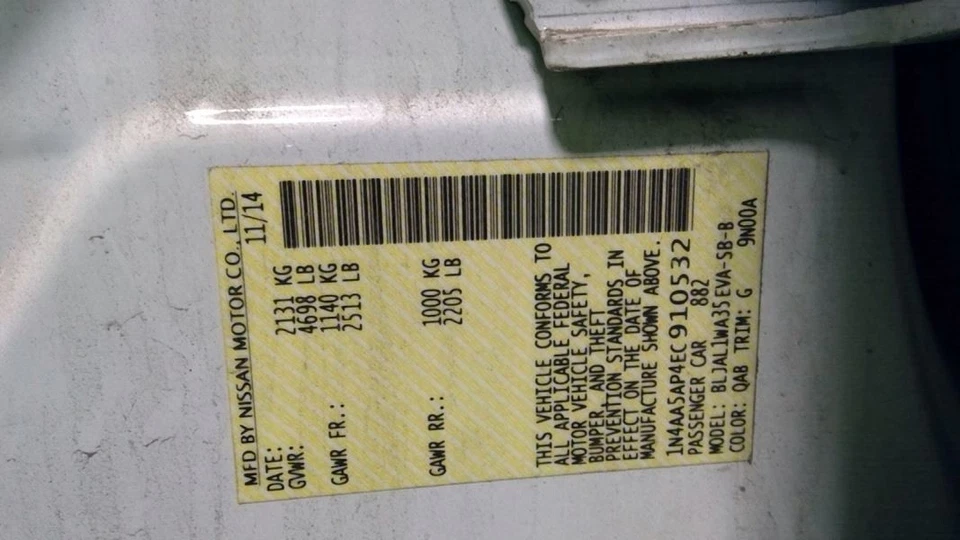 MFD BY NISSAN MOTOR CO., LTD.
DATE: 11/14
GVWR: 2131 KG
4698 LB
GAWR FR.: 1140 KG
2513 LB
GAWR RR.: 1000 KG
2205 LB
THIS VEHICLE CONFORMS TO
ALL APPLICABLE FEDERAL
MOTOR VEHICLE SAFETY,
BUMPER, AND THEFT
PREVENTION STANDARDS IN
EFFECT ON THE DATE OF
MANUFACTURE SHOWN ABOVE.
1N4AA5AP4EC910532
PASSENGER CAR 882
MODEL: BLJAL1WA35EVA-SB-B
COLOR: QAB TRIM: G 9N00A